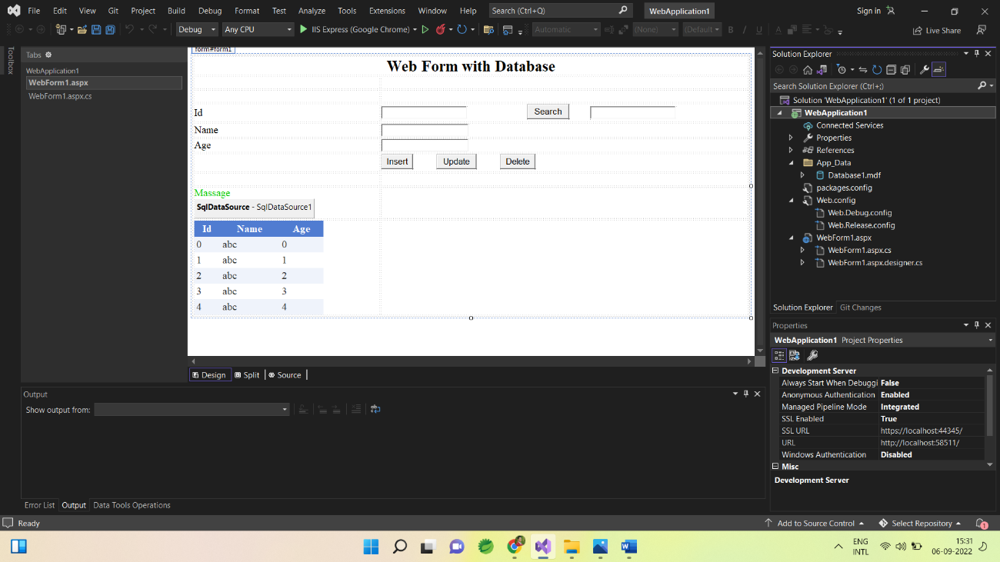 File Edit View Git Project Build Debug Format Test Analyze Tools Extensions Window Help Search (Ctrl+Q) WebApplication1 Sign in
Debug Any CPU IIS Express (Google Chrome) Automatic (None) (Default B I U A Live Share
Toolbox
Tabs
WebApplication1
WebForm1.aspx
WebForm1.aspx.cs
form#form1
Web Form with Database
Id Search
Name
Age
Insert Update Delete
Massage
SqlDataSource - SqlDataSource1
Id Name Age
0 abc 0
1 abc 1
2 abc 2
3 abc 3
4 abc 4
Design Split Source
Output
Show output from:
Error List Output Data Tools Operations
Solution Explorer
Search Solution Explorer (Ctrl+;)
Solution 'WebApplication1' (1 of 1 project)
WebApplication1
Connected Services
Properties
References
App_Data
Database1.mdf
packages.config
Web.config
Web.Debug.config
Web.Release.config
WebForm1.aspx
WebForm1.aspx.cs
WebForm1.aspx.designer.cs
Solution Explorer Git Changes
Properties
WebApplication1 Project Properties
Development Server
Always Start When Debuggi False
Anonymous Authentication Enabled
Managed Pipeline Mode Integrated
SSL Enabled True
SSL URL https://localhost:44345/
URL http://localhost:58511/
Windows Authentication Disabled
Misc
Development Server
Ready Add to Source Control Select Repository 1
ENG
INTL
15:31
06-09-2022